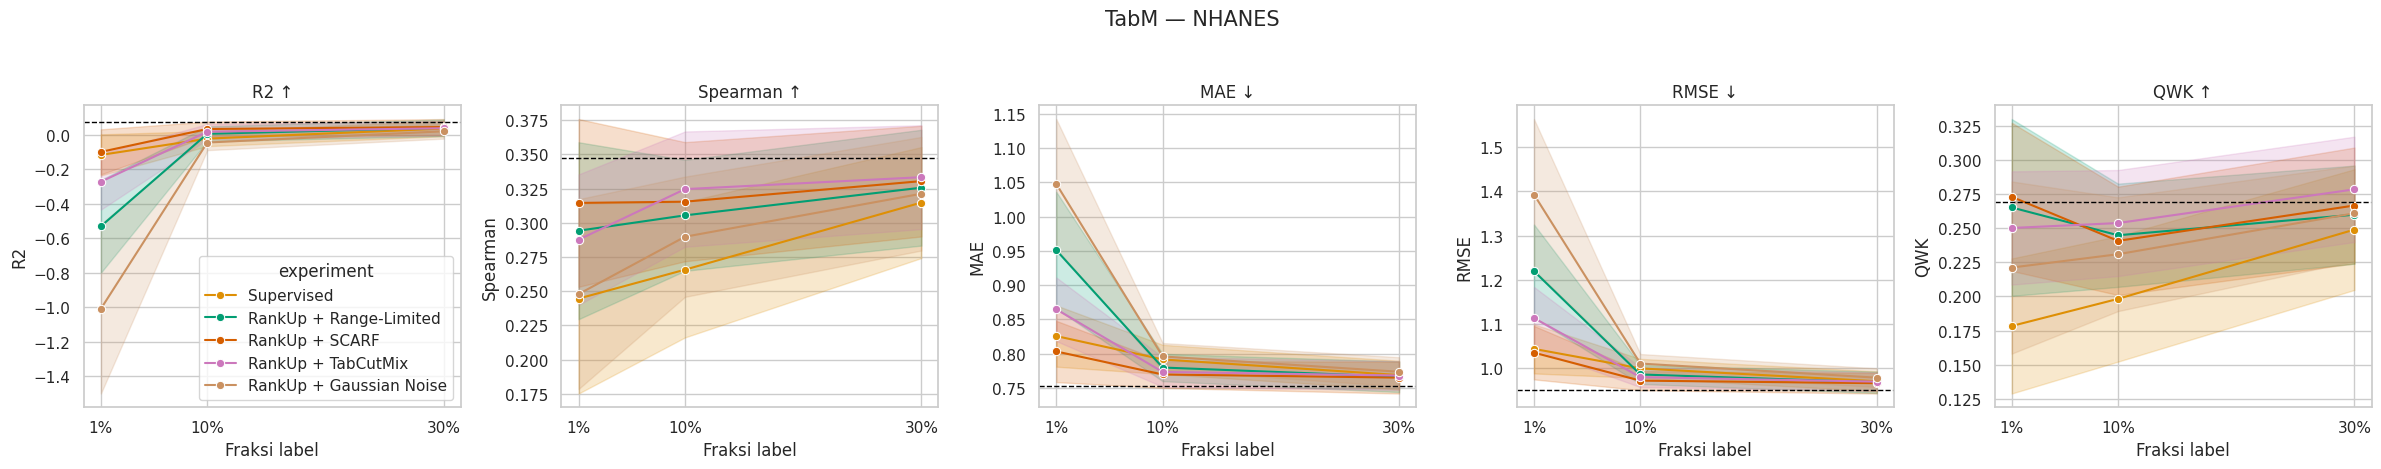 TabM — NHANES
R2 ↑
0.0
−0.2
−0.4
−0.6
−0.8
−1.0
−1.2
−1.4
R2
experiment
Supervised
RankUp + Range-Limited
RankUp + SCARF
RankUp + TabCutMix
RankUp + Gaussian Noise
1% 10% 30%
Fraksi label
Spearman ↑
0.375
0.350
0.325
0.300
0.275
0.250
0.225
0.200
0.175
Spearman
1% 10% 30%
Fraksi label
MAE ↓
1.15
1.10
1.05
1.00
0.95
0.90
0.85
0.80
0.75
MAE
1% 10% 30%
Fraksi label
RMSE ↓
1.5
1.4
1.3
1.2
1.1
1.0
RMSE
1% 10% 30%
Fraksi label
QWK ↑
0.325
0.300
0.275
0.250
0.225
0.200
0.175
0.150
0.125
QWK
1% 10% 30%
Fraksi label